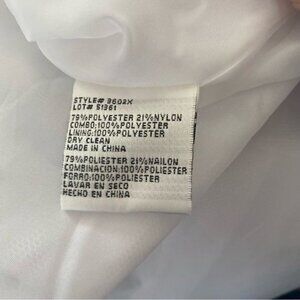 STYLE# 9602X
LOT# 51961
79%POLYESTER 21%NYLON
COMBO:100%POLYESTER
LINING:100%POLYESTER
DRY CLEAN
MADE IN CHINA
79%POLIESTER 21%NAILON
COMBINACION:100%POLIESTER
FORRO:100%POLIESTER
LAVAR EN SECO
HECHO EN CHINA